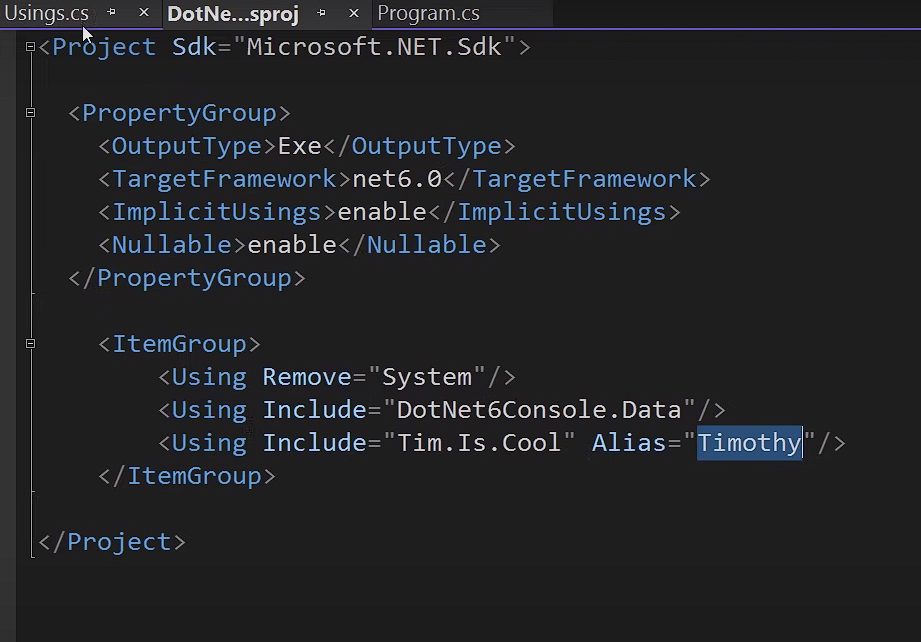 Usings.cs DotNe...sproj Program.cs
<Project Sdk="Microsoft.NET.Sdk">
<PropertyGroup>
<OutputType>Exe</OutputType>
<TargetFramework>net6.0</TargetFramework>
<ImplicitUsings>enable</ImplicitUsings>
<Nullable>enable</Nullable>
</PropertyGroup>
<ItemGroup>
<Using Remove="System"/>
<Using Include="DotNet6Console.Data"/>
<Using Include="Tim.Is.Cool" Alias="Timothy"/>
</ItemGroup>
</Project>